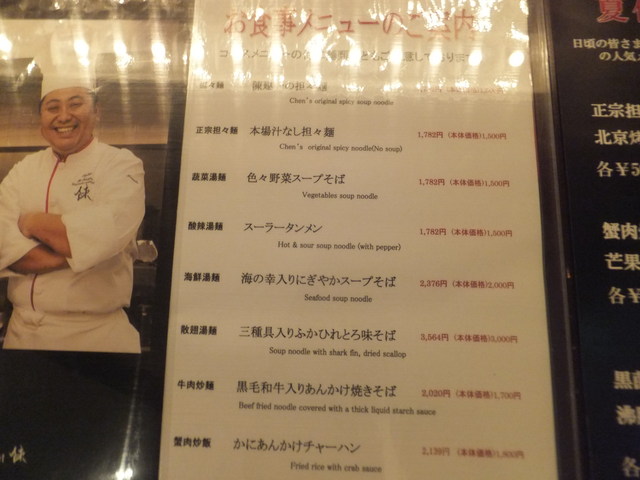 お食事メニューのご案内
Chen's original spicy soup noodle
正宗担々麺 本場汁なし担々麺 1,782円 (本体価格)1,500円
Chen's original spicy noodle(No soup)
蔬菜湯麺 色々野菜スープそば 1,782円 (本体価格)1,500円
Vegetables soup noodle
酸辣湯麺 スーラータンメン 1,782円 (本体価格)1,500円
Hot & sour soup noodle (with pepper)
海鮮湯麺 海の幸入りにぎやかスープそば 2,376円 (本体価格)2,000円
Seafood soup noodle
散翅湯麺 三種具入りふかひれとろ味そば 3,564円 (本体価格)3,000円
Soup noodle with shark fin, dried scallop
牛肉炒麺 黒毛和牛入りあんかけ焼きそば 2,020円 (本体価格)1,700円
Beef fried noodle covered with a thick liquid starch sauce
蟹肉炒飯 かにあんかけチャーハン 2,139円 (本体価格)1,800円
Fried rice with crab sauce
夏
日頃の皆さま
の人気
正宗担
北京烤
各¥5
蟹肉
芒果
各¥